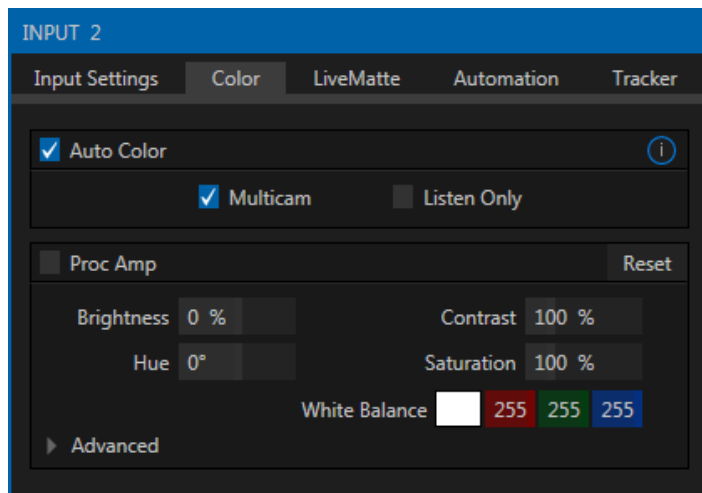 INPUT 2
Input Settings Color LiveMatte Automation Tracker
Auto Color i
Multicam Listen Only
Proc Amp Reset
Brightness 0 % Contrast 100 %
Hue 0° Saturation 100 %
White Balance 255 255 255
Advanced